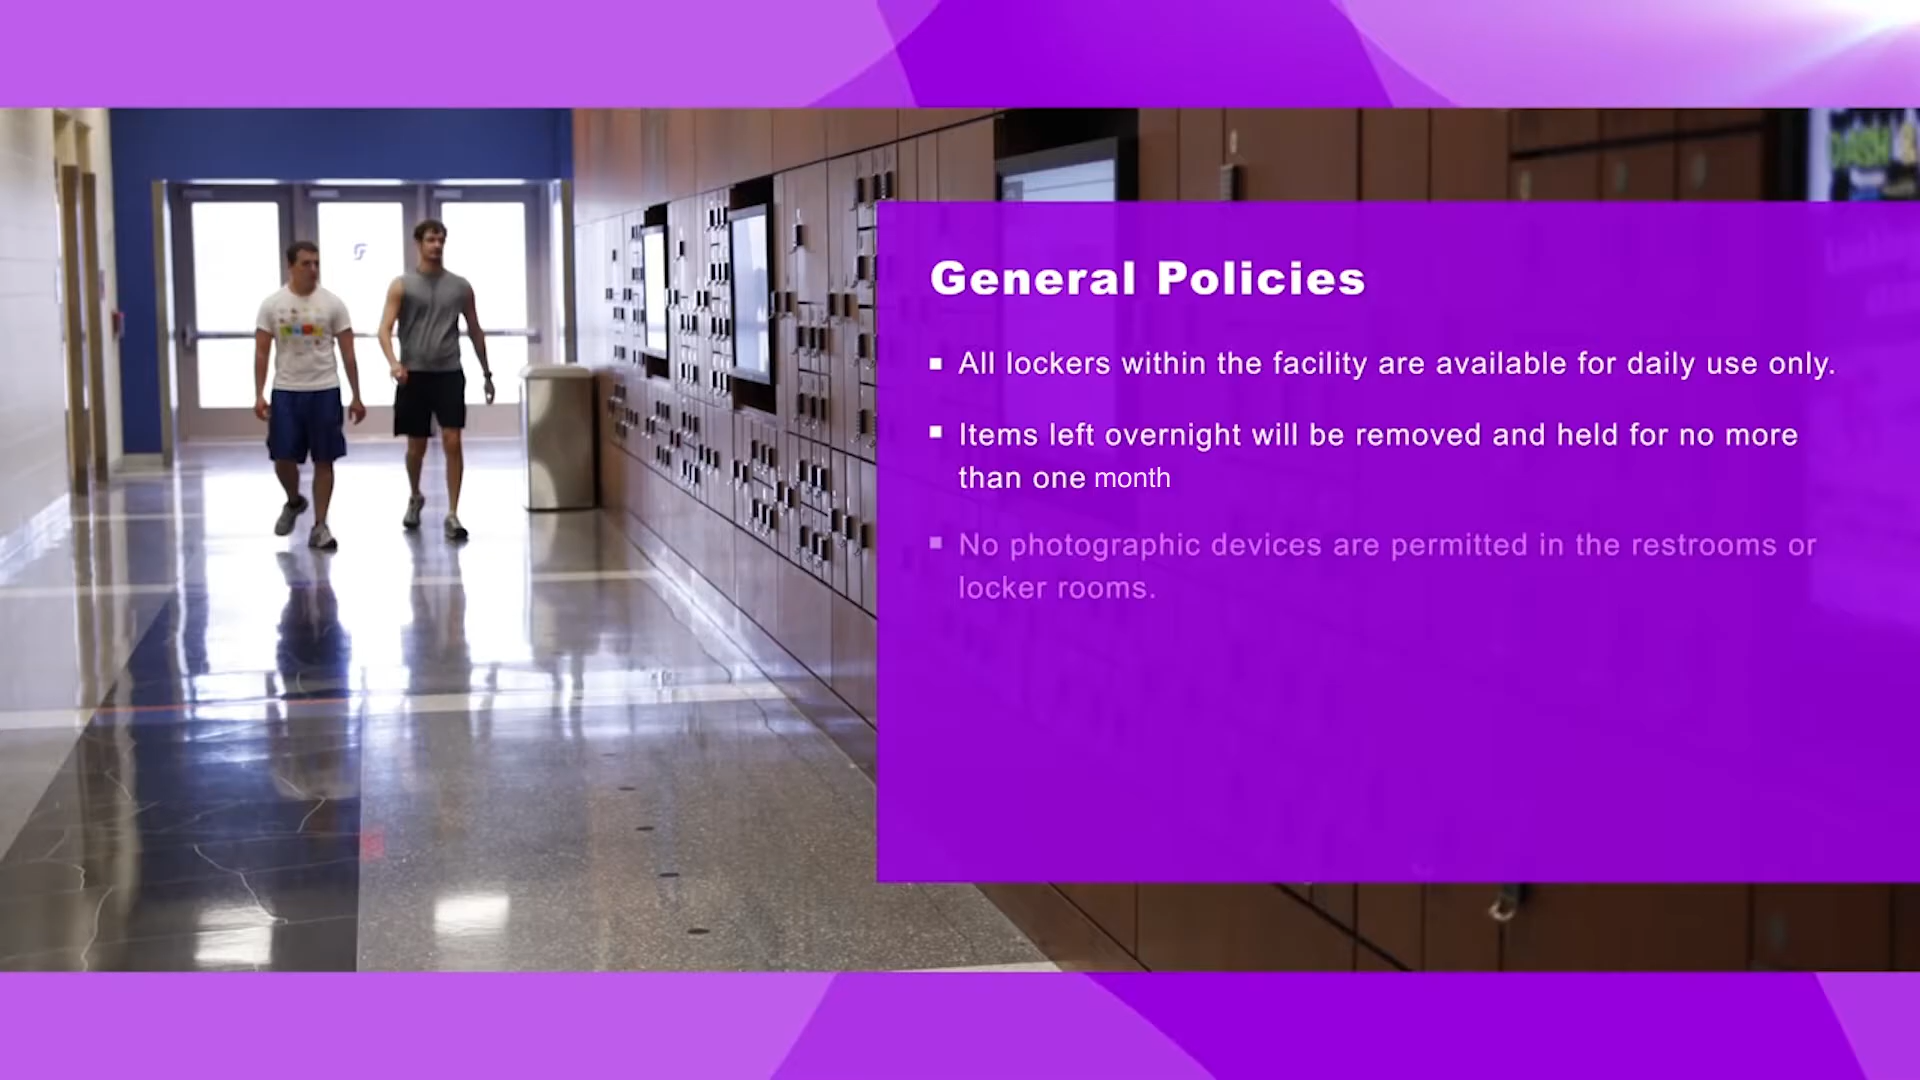 General Policies
All lockers within the facility are available for daily use only.
Items left overnight will be removed and held for no more
than one month
No photographic devices are permitted in the restrooms or
locker rooms.